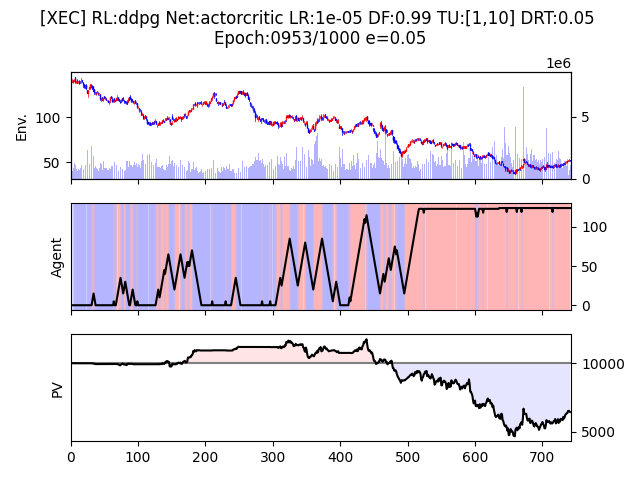 [XEC] RL:ddpg Net:actorcritic LR:1e-05 DF:0.99 TU:[1,10] DRT:0.05
Epoch:0953/1000 e=0.05
1e6
Env.
100
50
5
0
Agent
100
50
0
PV
10000
5000
0 100 200 300 400 500 600 700